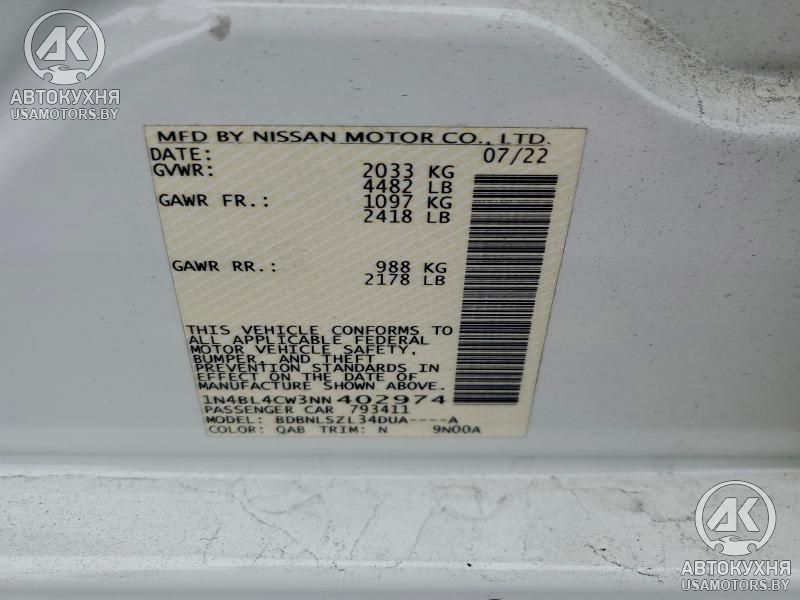 AK
АВТОКУХНЯ
USAMOTORS.BY
MFD BY NISSAN MOTOR CO., LTD.
DATE: 07/22
GVWR: 2033 KG
4482 LB
GAWR FR.: 1097 KG
2418 LB
GAWR RR.: 988 KG
2178 LB
THIS VEHICLE CONFORMS TO
ALL APPLICABLE FEDERAL
MOTOR VEHICLE SAFETY,
BUMPER, AND THEFT
PREVENTION STANDARDS IN
EFFECT ON THE DATE OF
MANUFACTURE SHOWN ABOVE.
1N4BL4CW3NN402974
PASSENGER CAR 793411
MODEL: BDBNLSZL34DUA----A
COLOR: QAB TRIM: N 9N00A
AK
АВТОКУХНЯ
USAMOTORS.BY